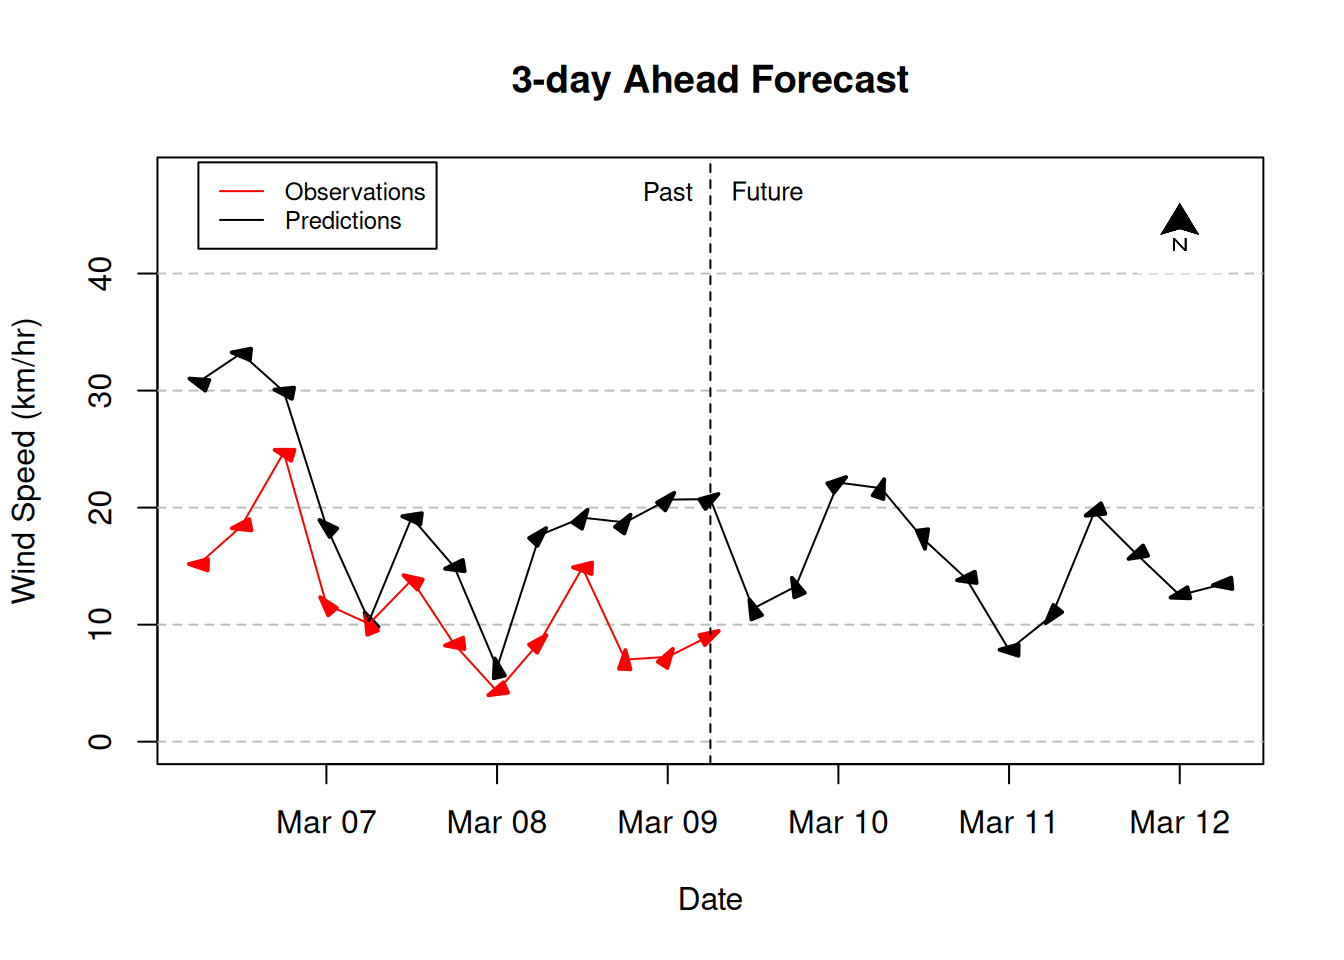 3-day Ahead Forecast
Observations
Predictions
Past
Future
N
Wind Speed (km/hr)
40
30
20
10
0
Mar 07
Mar 08
Mar 09
Mar 10
Mar 11
Mar 12
Date